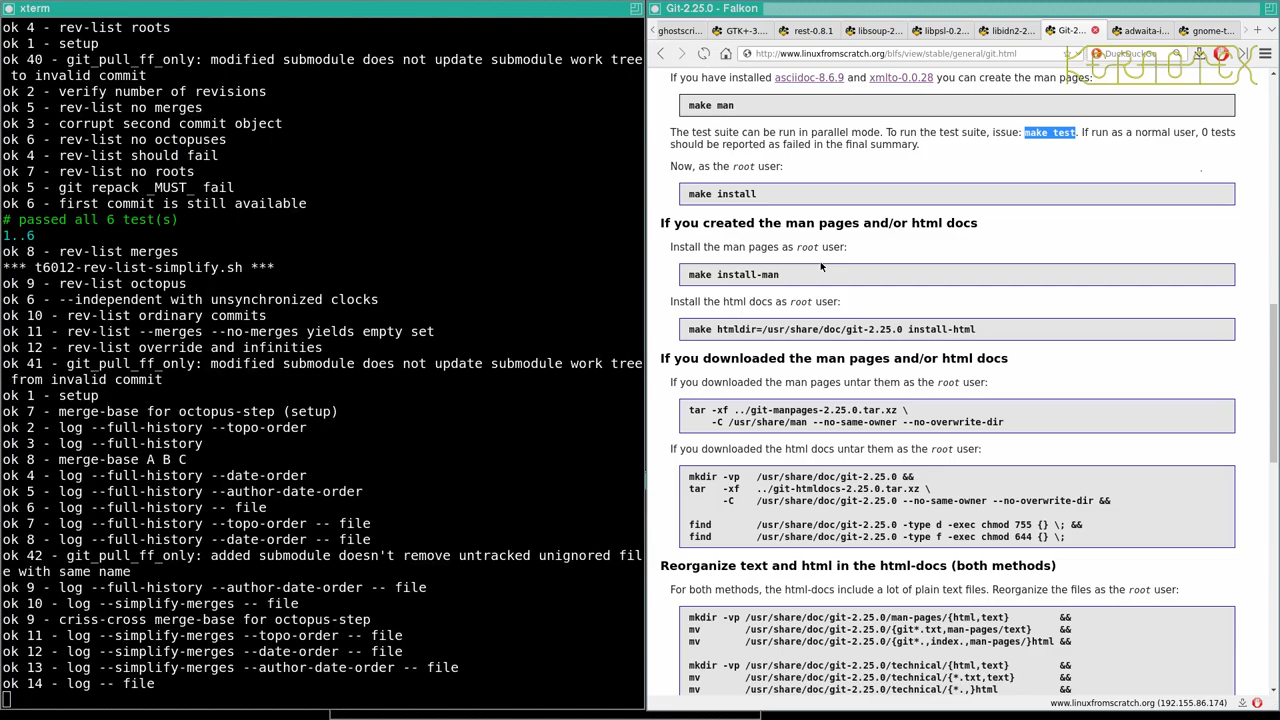 xterm
ok 4 - rev-list roots
ok 1 - setup
ok 40 - git_pull_ff_only: modified submodule does not update submodule work tree
to invalid commit
ok 2 - verify number of revisions
ok 5 - rev-list no merges
ok 3 - corrupt second commit object
ok 6 - rev-list no octopuses
ok 4 - rev-list should fail
ok 7 - rev-list no roots
ok 5 - git repack _MUST_ fail
ok 6 - first commit is still available
# passed all 6 test(s)
1..6
ok 8 - rev-list merges
*** t6012-rev-list-simplify.sh ***
ok 9 - rev-list octopus
ok 6 - --independent with unsynchronized clocks
ok 10 - rev-list ordinary commits
ok 11 - rev-list --merges --no-merges yields empty set
ok 12 - rev-list override and infinities
ok 41 - git_pull_ff_only: modified submodule does not update submodule work tree
from invalid commit
ok 1 - setup
ok 7 - merge-base for octopus-step (setup)
ok 2 - log --full-history --topo-order
ok 3 - log --full-history
ok 8 - merge-base A B C
ok 4 - log --full-history --date-order
ok 5 - log --full-history --author-date-order
ok 6 - log --full-history -- file
ok 7 - log --full-history --topo-order -- file
ok 8 - log --full-history --date-order -- file
ok 42 - git_pull_ff_only: added submodule doesn't remove untracked unignored fil
e with same name
ok 9 - log --full-history --author-date-order -- file
ok 10 - log --simplify-merges -- file
ok 9 - criss-cross merge-base for octopus-step
ok 11 - log --simplify-merges --topo-order -- file
ok 12 - log --simplify-merges --date-order -- file
ok 13 - log --simplify-merges --author-date-order -- file
ok 14 - log -- file
Git-2.25.0 - Falkon
ghostscri... GTK+-3.... rest-0.8.1 libsoup-2... libpsl-0.2... libidn2-2... Git-2... adwaita-i... gnome-t...
http://www.linuxfromscratch.org/blfs/view/stable/general/git.html DuckDuckGo
KERNOTEX
If you have installed asciidoc-8.6.9 and xmlto-0.0.28 you can create the man pages:
make man
The test suite can be run in parallel mode. To run the test suite, issue: make test. If run as a normal user, 0 tests
should be reported as failed in the final summary.
Now, as the root user:
make install
If you created the man pages and/or html docs
Install the man pages as root user:
make install-man
Install the html docs as root user:
make htmldir=/usr/share/doc/git-2.25.0 install-html
If you downloaded the man pages and/or html docs
If you downloaded the man pages untar them as the root user:
tar -xf ../git-manpages-2.25.0.tar.xz \
-C /usr/share/man --no-same-owner --no-overwrite-dir
If you downloaded the html docs untar them as the root user:
mkdir -vp /usr/share/doc/git-2.25.0 &&
tar -xf ../git-htmldocs-2.25.0.tar.xz \
-C /usr/share/doc/git-2.25.0 --no-same-owner --no-overwrite-dir &&
find /usr/share/doc/git-2.25.0 -type d -exec chmod 755 {} \; &&
find /usr/share/doc/git-2.25.0 -type f -exec chmod 644 {} \;
Reorganize text and html in the html-docs (both methods)
For both methods, the html-docs include a lot of plain text files. Reorganize the files as the root user:
mkdir -vp /usr/share/doc/git-2.25.0/man-pages/{html,text} &&
mv /usr/share/doc/git-2.25.0/{git*.txt,man-pages/text} &&
mv /usr/share/doc/git-2.25.0/{git*.,index.,man-pages/}html &&
mkdir -vp /usr/share/doc/git-2.25.0/technical/{html,text} &&
mv /usr/share/doc/git-2.25.0/technical/{*.txt,text} &&
mv /usr/share/doc/git-2.25.0/technical/{*.,}html &&
www.linuxfromscratch.org (192.155.86.174)